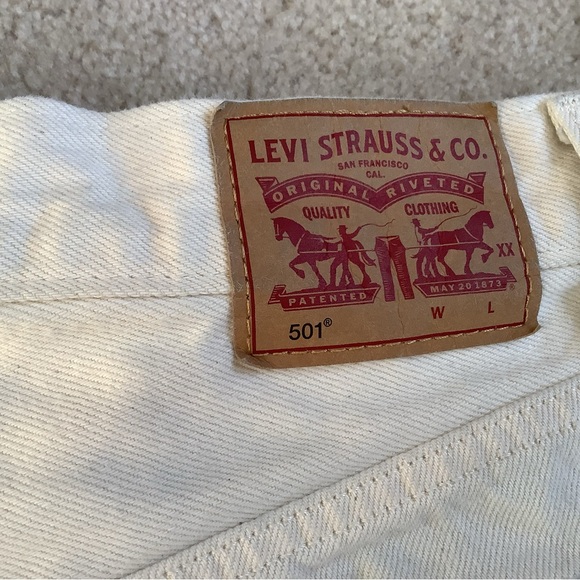 LEVI STRAUSS & CO.
SAN FRANCISCO
CAL.
ORIGINAL RIVETED
QUALITY CLOTHING
XX
PATENTED MAY 20 1873 ®
W L
501®